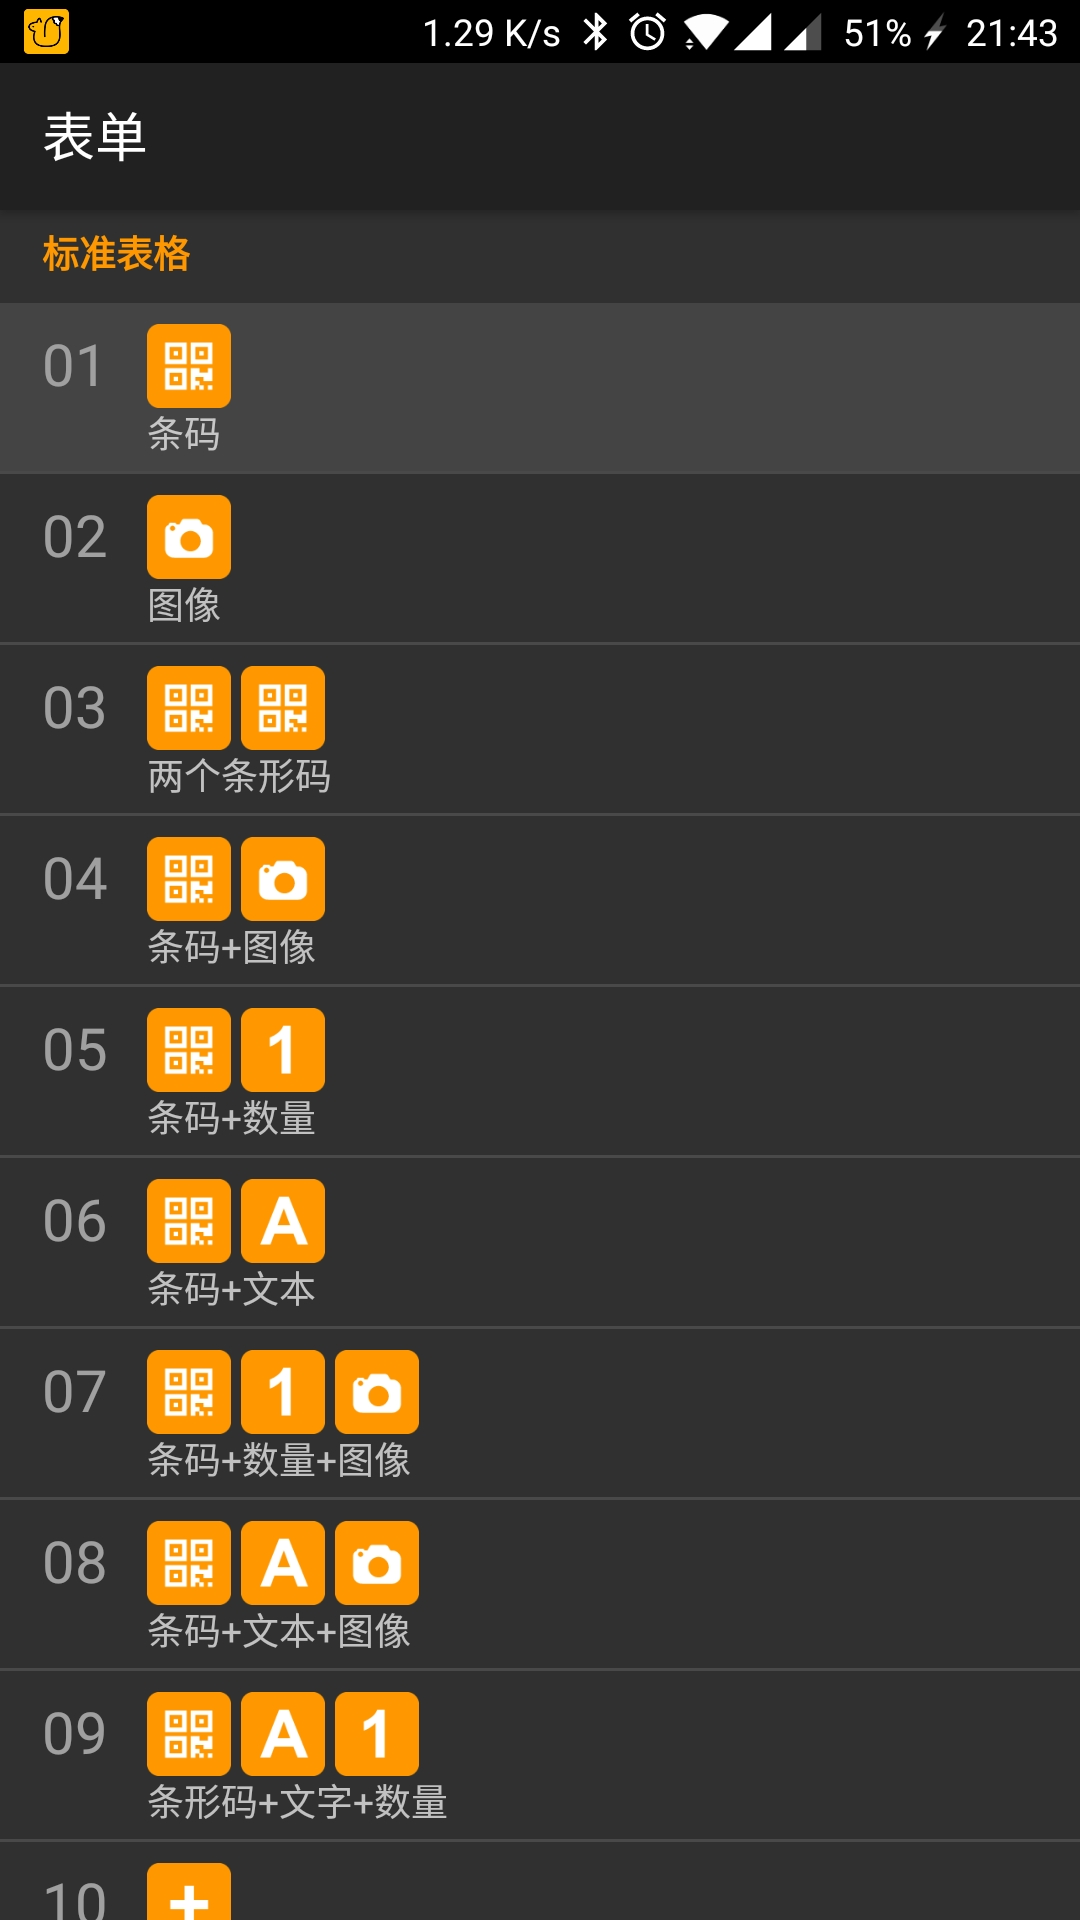 1.29 K/s 51% 21:43
表单
标准表格
01
条码
02
图像
03
两个条形码
04
条码+图像
05 1
条码+数量
06 A
条码+文本
07 1
条码+数量+图像
08 A
条码+文本+图像
09 A 1
条形码+文字+数量
10 +